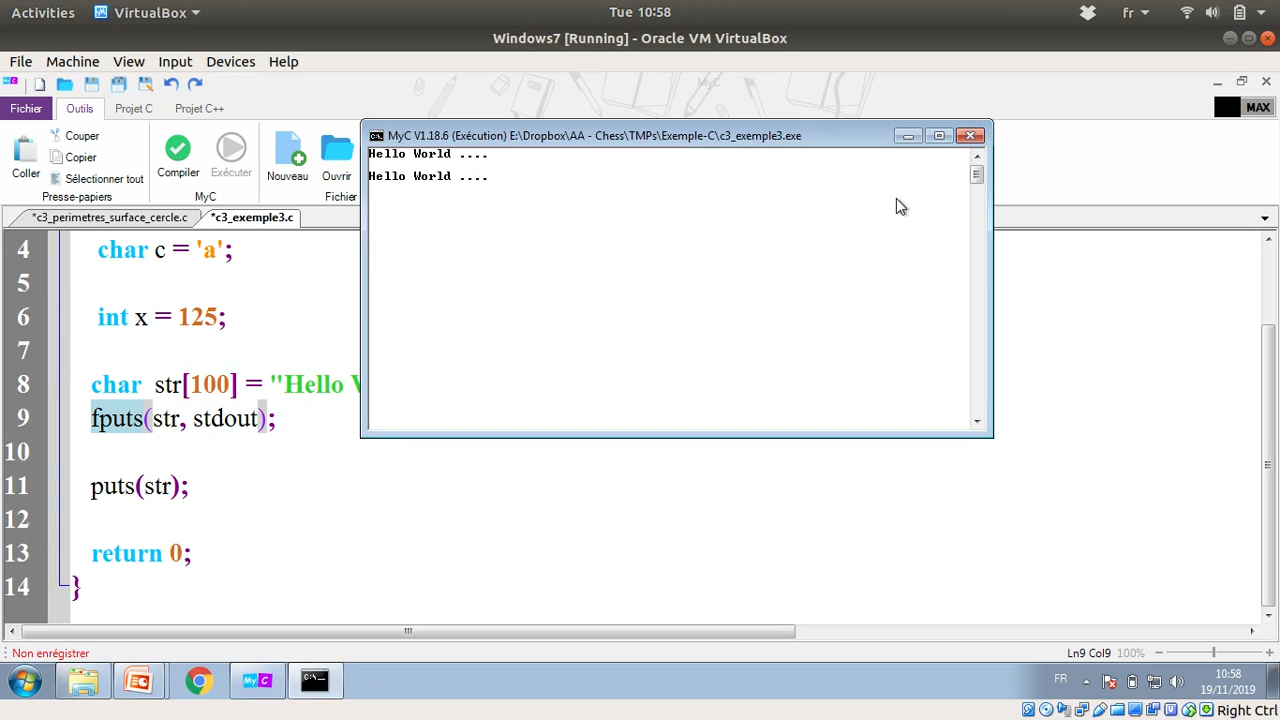 Activities VirtualBox Tue 10:58 fr
Windows7 [Running] - Oracle VM VirtualBox
File Machine View Input Devices Help
MyC
Fichier Outils Projet C Projet C++ MAX
Coller Couper Copier Sélectionner tout
Compiler Exécuter Nouveau Ouvrir
Presse-papiers MyC Fichier
*c3_perimetres_surface_cercle.c *c3_exemple3.c
MyC V1.18.6 (Exécution) E:\Dropbox\AA - Chess\TMPs\Exemple-C\c3_exemple3.exe
Hello World ....
Hello World ....
4 char c = 'a';
5
6 int x = 125;
7
8 char str[100] = "Hello
9 fputs(str, stdout);
10
11 puts(str);
12
13 return 0;
14 }
Non enrégistrer Ln9 Col9 100%
FR 10:58
19/11/2019
Right Ctrl